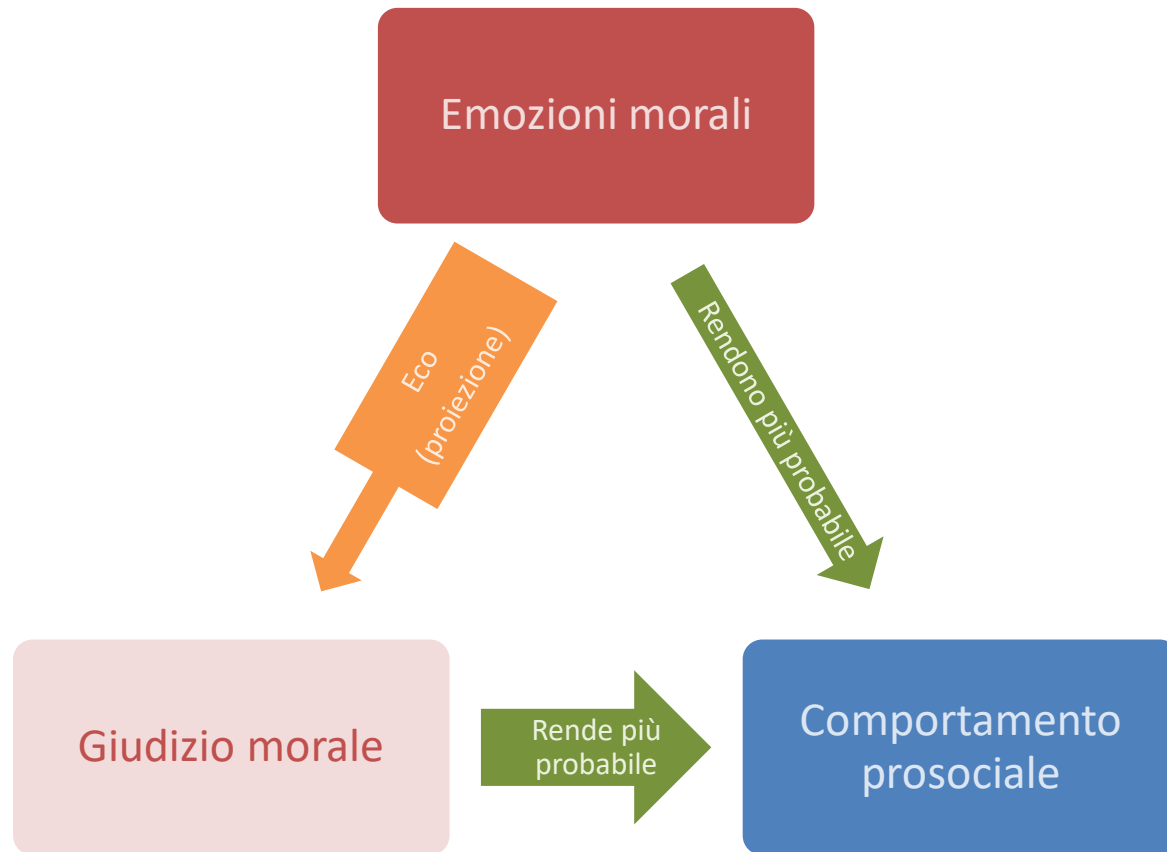 Emozioni morali
Eco
(proiezione)
Rendono più probabile
Giudizio morale
Rende più
probabile
Comportamento
prosociale